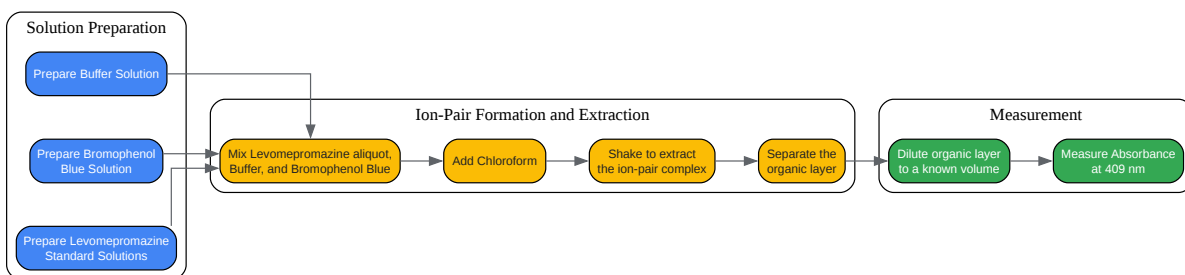 Solution Preparation
Prepare Buffer Solution
Prepare Bromophenol
Blue Solution
Prepare Levomepromazine
Standard Solutions
Ion-Pair Formation and Extraction
Mix Levomepromazine aliquot,
Buffer, and Bromophenol Blue
Add Chloroform
Shake to extract
the ion-pair complex
Separate the
organic layer
Measurement
Dilute organic layer
to a known volume
Measure Absorbance
at 409 nm